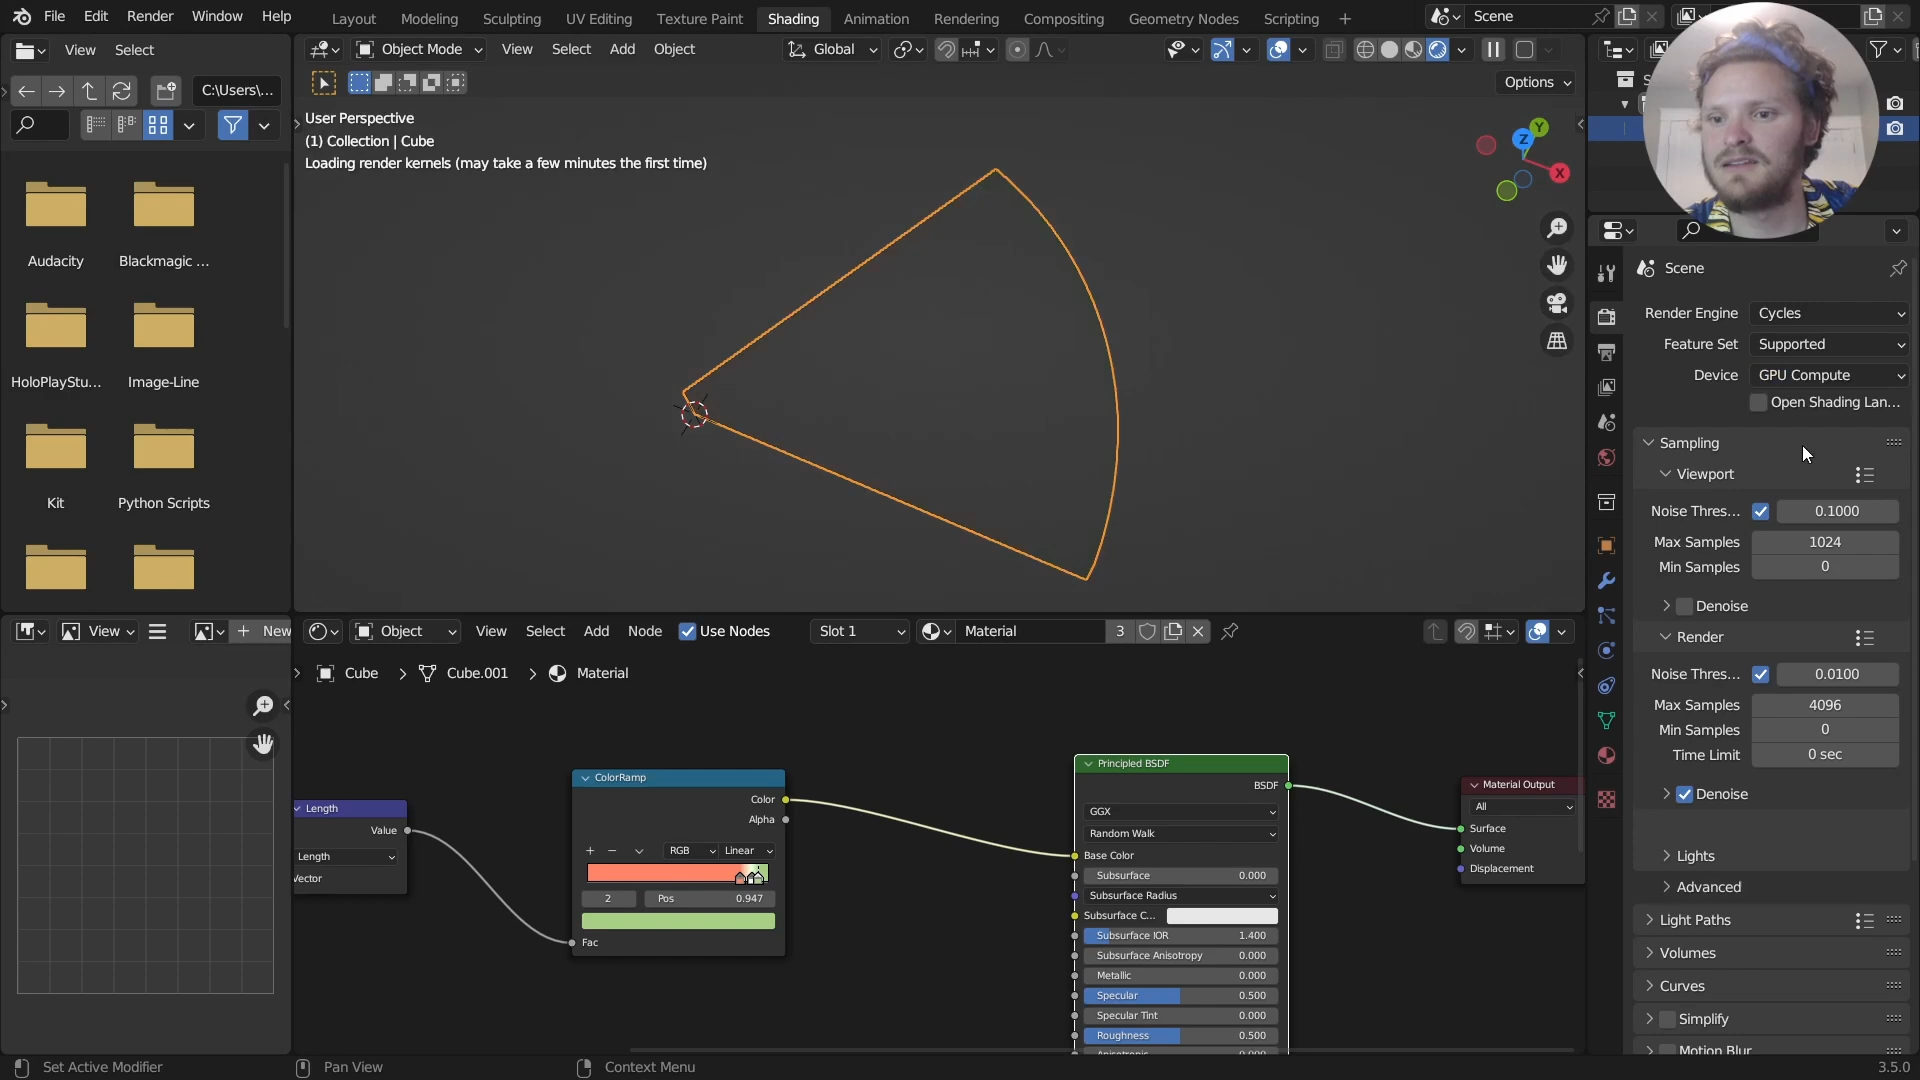 File Edit Render Window Help
Layout Modeling Sculpting UV Editing Texture Paint Shading Animation Rendering Compositing Geometry Nodes Scripting
Scene
View Select
Object Mode View Select Add Object
Global
C:\Users\...
Options
User Perspective
(1) Collection | Cube
Loading render kernels (may take a few minutes the first time)
Y
Z
X
Audacity
Blackmagic ...
HoloPlayStu...
Image-Line
Kit
Python Scripts
Scene
Render Engine Cycles
Feature Set Supported
Device GPU Compute
Open Shading Lan...
Sampling
Viewport
Noise Thres... 0.1000
Max Samples 1024
Min Samples 0
Denoise
Render
Noise Thres... 0.0100
Max Samples 4096
Min Samples 0
Time Limit 0 sec
Denoise
Lights
Advanced
Light Paths
Volumes
Curves
Simplify
Motion Blur
View
New
Object View Select Add Node Use Nodes Slot 1 Material 3
Cube Cube.001 Material
Length
Value
Length
Vector
ColorRamp
Color
Alpha
RGB Linear
2 Pos 0.947
Fac
Principled BSDF
BSDF
GGX
Random Walk
Base Color
Subsurface 0.000
Subsurface Radius
Subsurface C...
Subsurface IOR 1.400
Subsurface Anisotropy 0.000
Metallic 0.000
Specular 0.500
Specular Tint 0.000
Roughness 0.500
Anisotropic 0.000
Material Output
All
Surface
Volume
Displacement
Set Active Modifier Pan View Context Menu 3.5.0